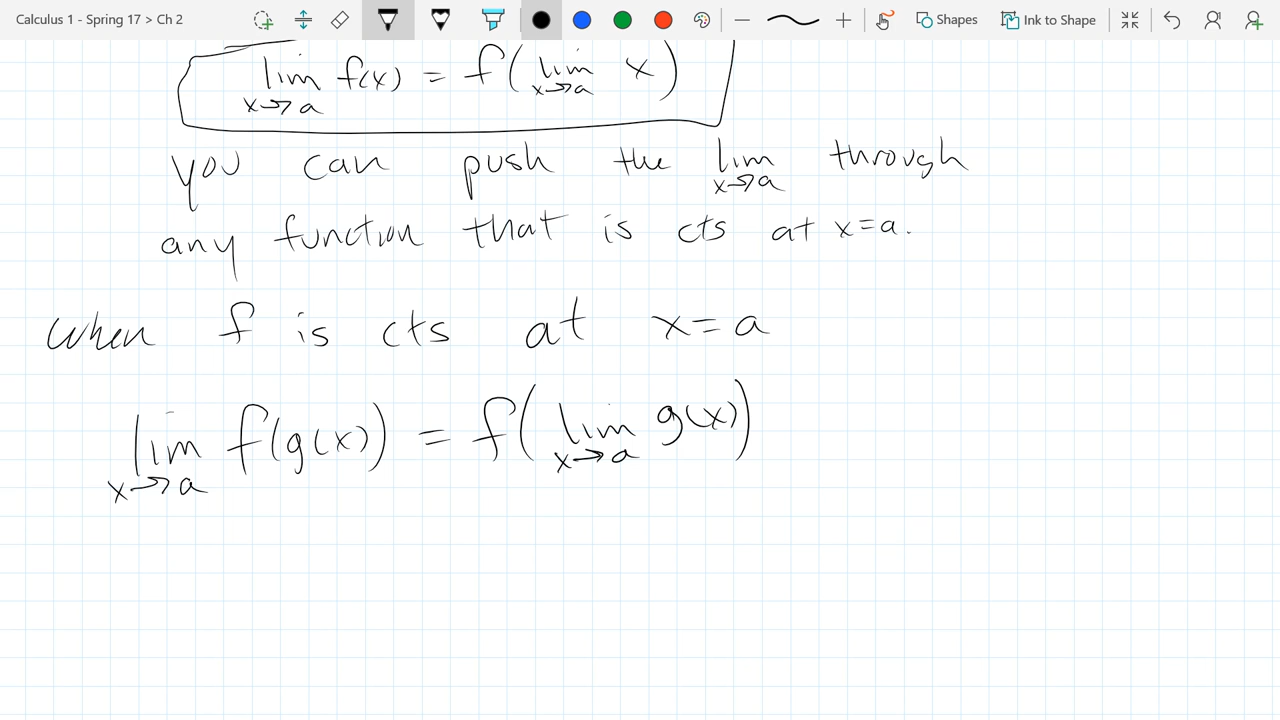 Calculus 1 - Spring 17 > Ch 2 Shapes Ink to Shape
lim x→a f(x) = f(lim x→a x)
you can push the lim x→a through
any function that is cts at x=a.
when f is cts at x=a
lim x→a f(g(x)) = f(lim x→a g(x))